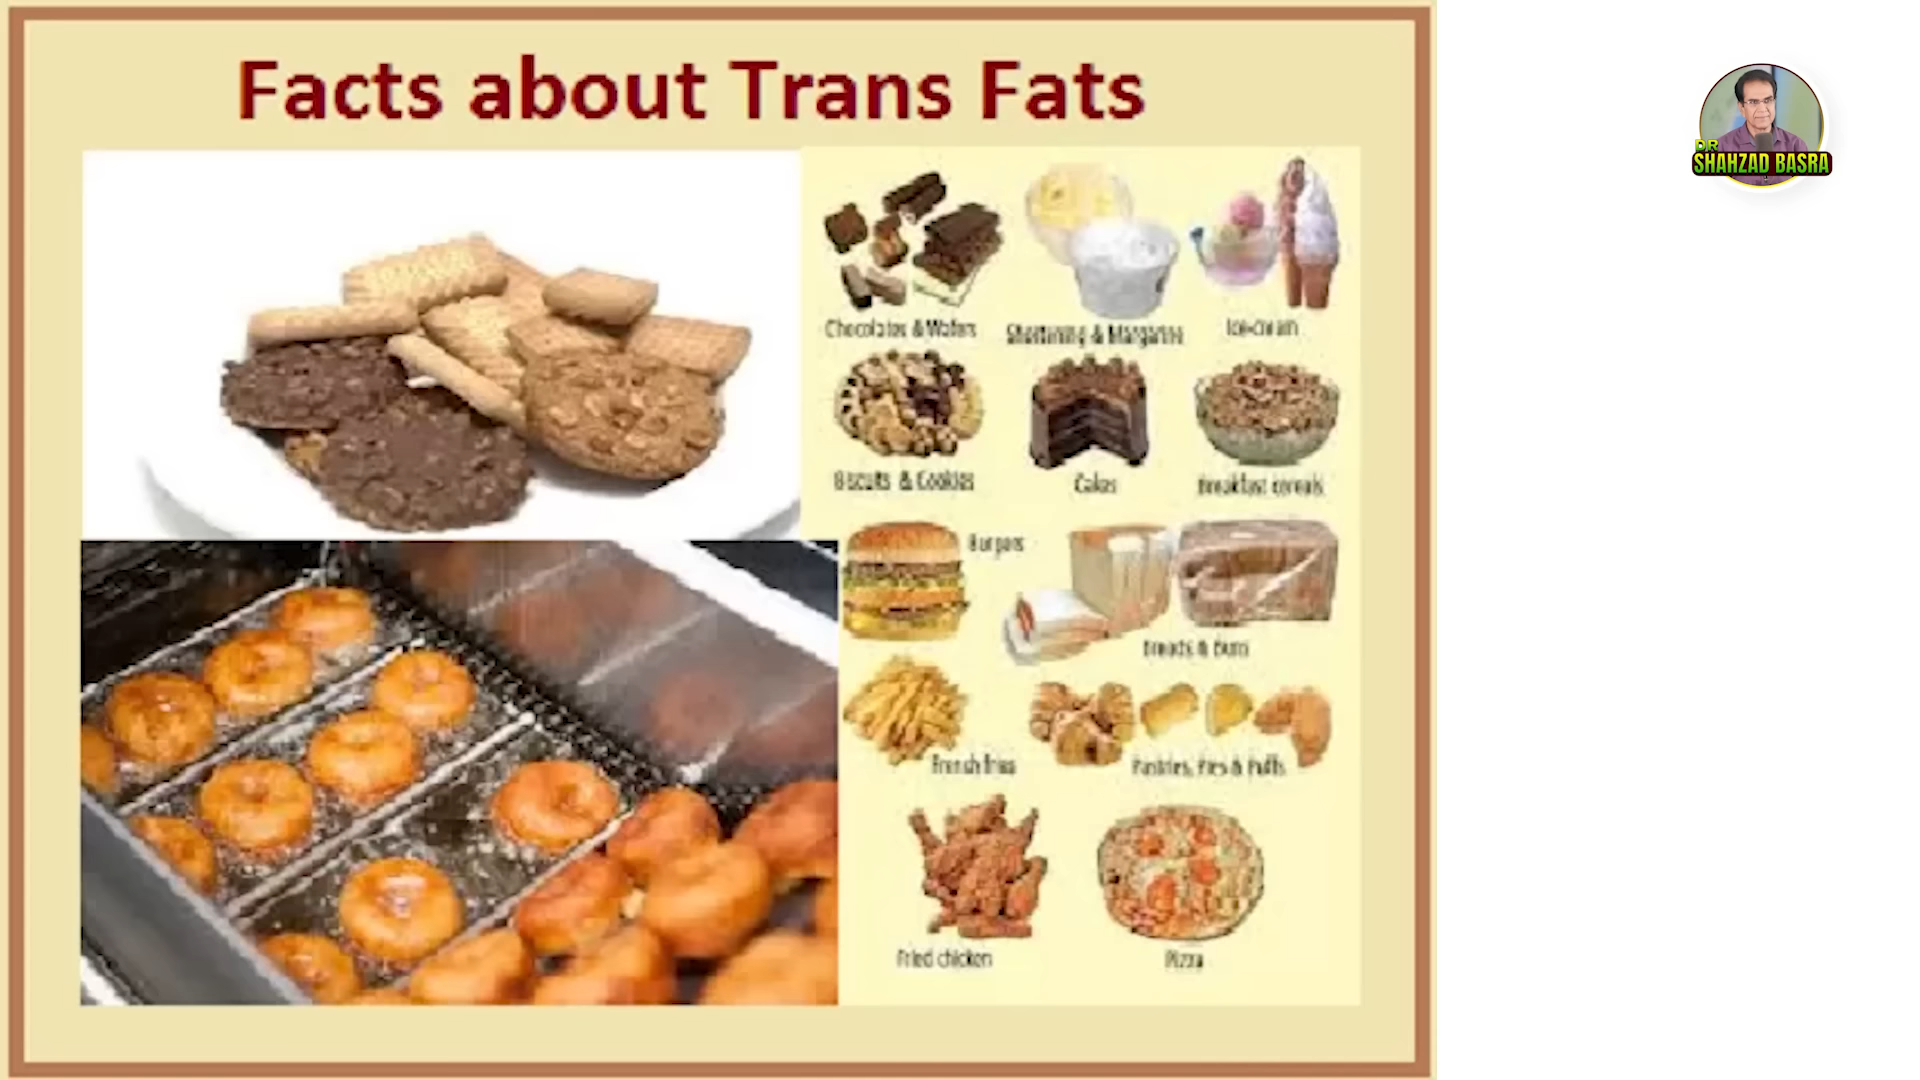 Facts about Trans Fats
DR
SHAHZAD BASRA
Chocolates & Wafers
Shortening & Margarine
Ice-cream
Biscuits & Cookies
Cakes
Breakfast cereals
Burgers
Breads & Buns
French fries
Pastries, Pies & Puffs
Fried chicken
Pizza